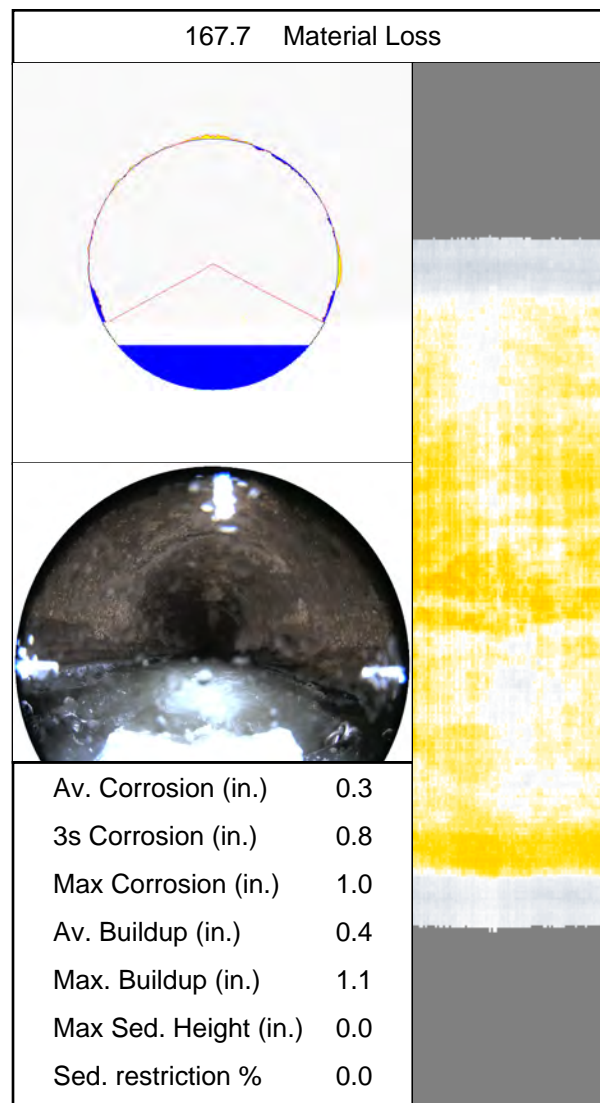 167.7 Material Loss
Av. Corrosion (in.) 0.3
3s Corrosion (in.) 0.8
Max Corrosion (in.) 1.0
Av. Buildup (in.) 0.4
Max. Buildup (in.) 1.1
Max Sed. Height (in.) 0.0
Sed. restriction % 0.0